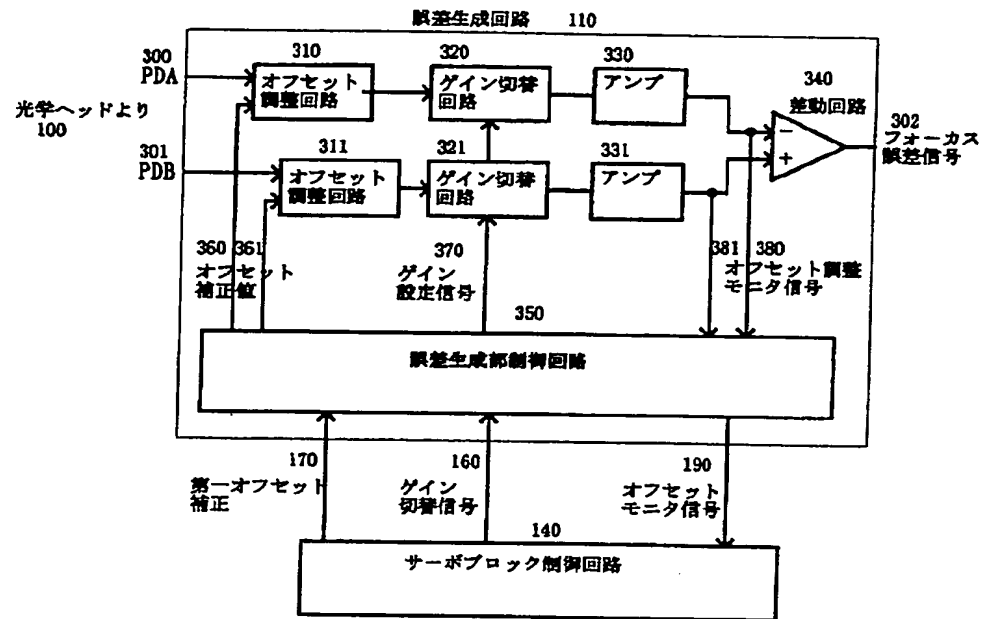 誤差生成回路 110
300
PDA
310
オフセット
調整回路
320
ゲイン切替
回路
330
アンプ
340
差動回路
−
+
302
フォーカス
誤差信号
光学ヘッドより
100
301
PDB
311
オフセット
調整回路
321
ゲイン切替
回路
331
アンプ
360 361
オフセット
補正値
370
ゲイン
設定信号
381 380
オフセット調整
モニタ信号
350
誤差生成部制御回路
170
第一オフセット
補正
160
ゲイン
切替信号
190
オフセット
モニタ信号
140
サーボブロック制御回路